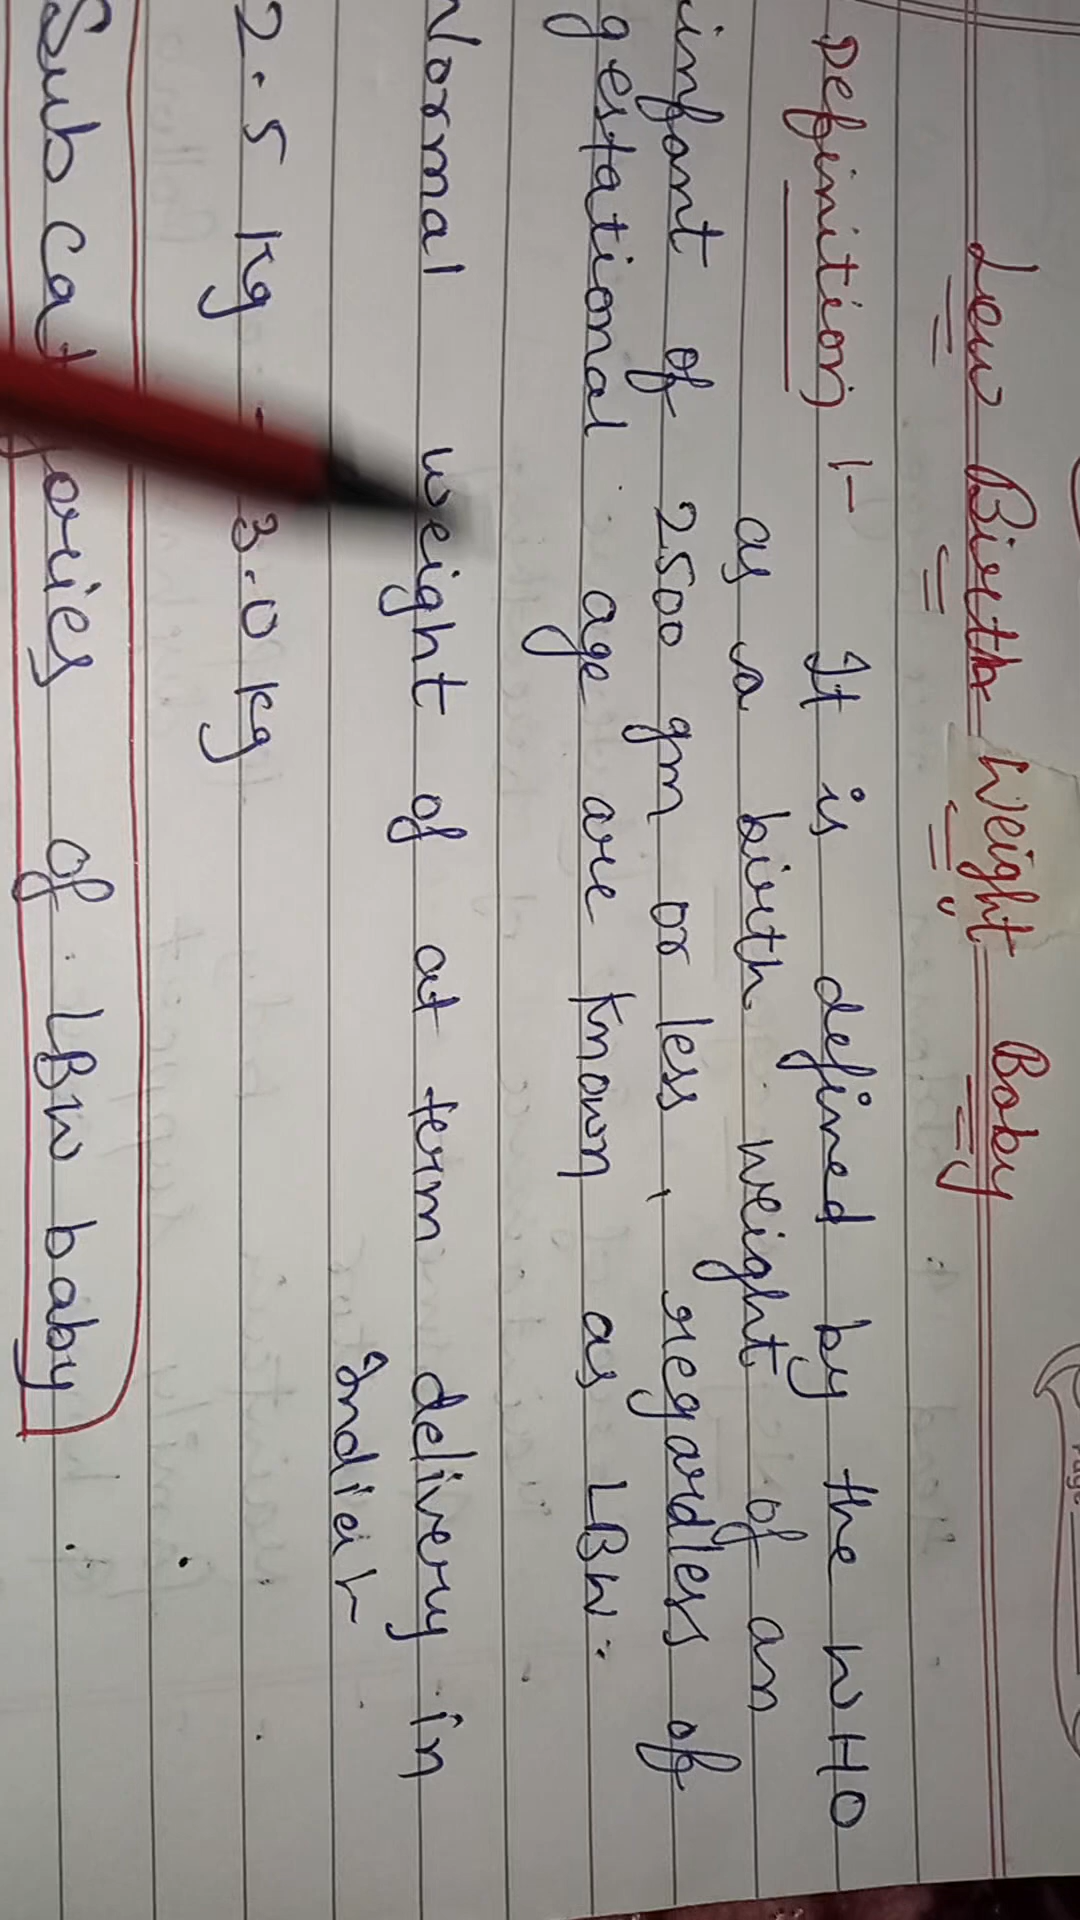 Page
Low Birth Weight Baby
Definition :- It is defined by the WHO
as a birth weight of an
infant of 2500 gm or less, regardless of
gestational age are known as LBW.
Normal weight of at term delivery in
India :-
2.5 kg - 3.0 kg
Sub categories of LBW baby